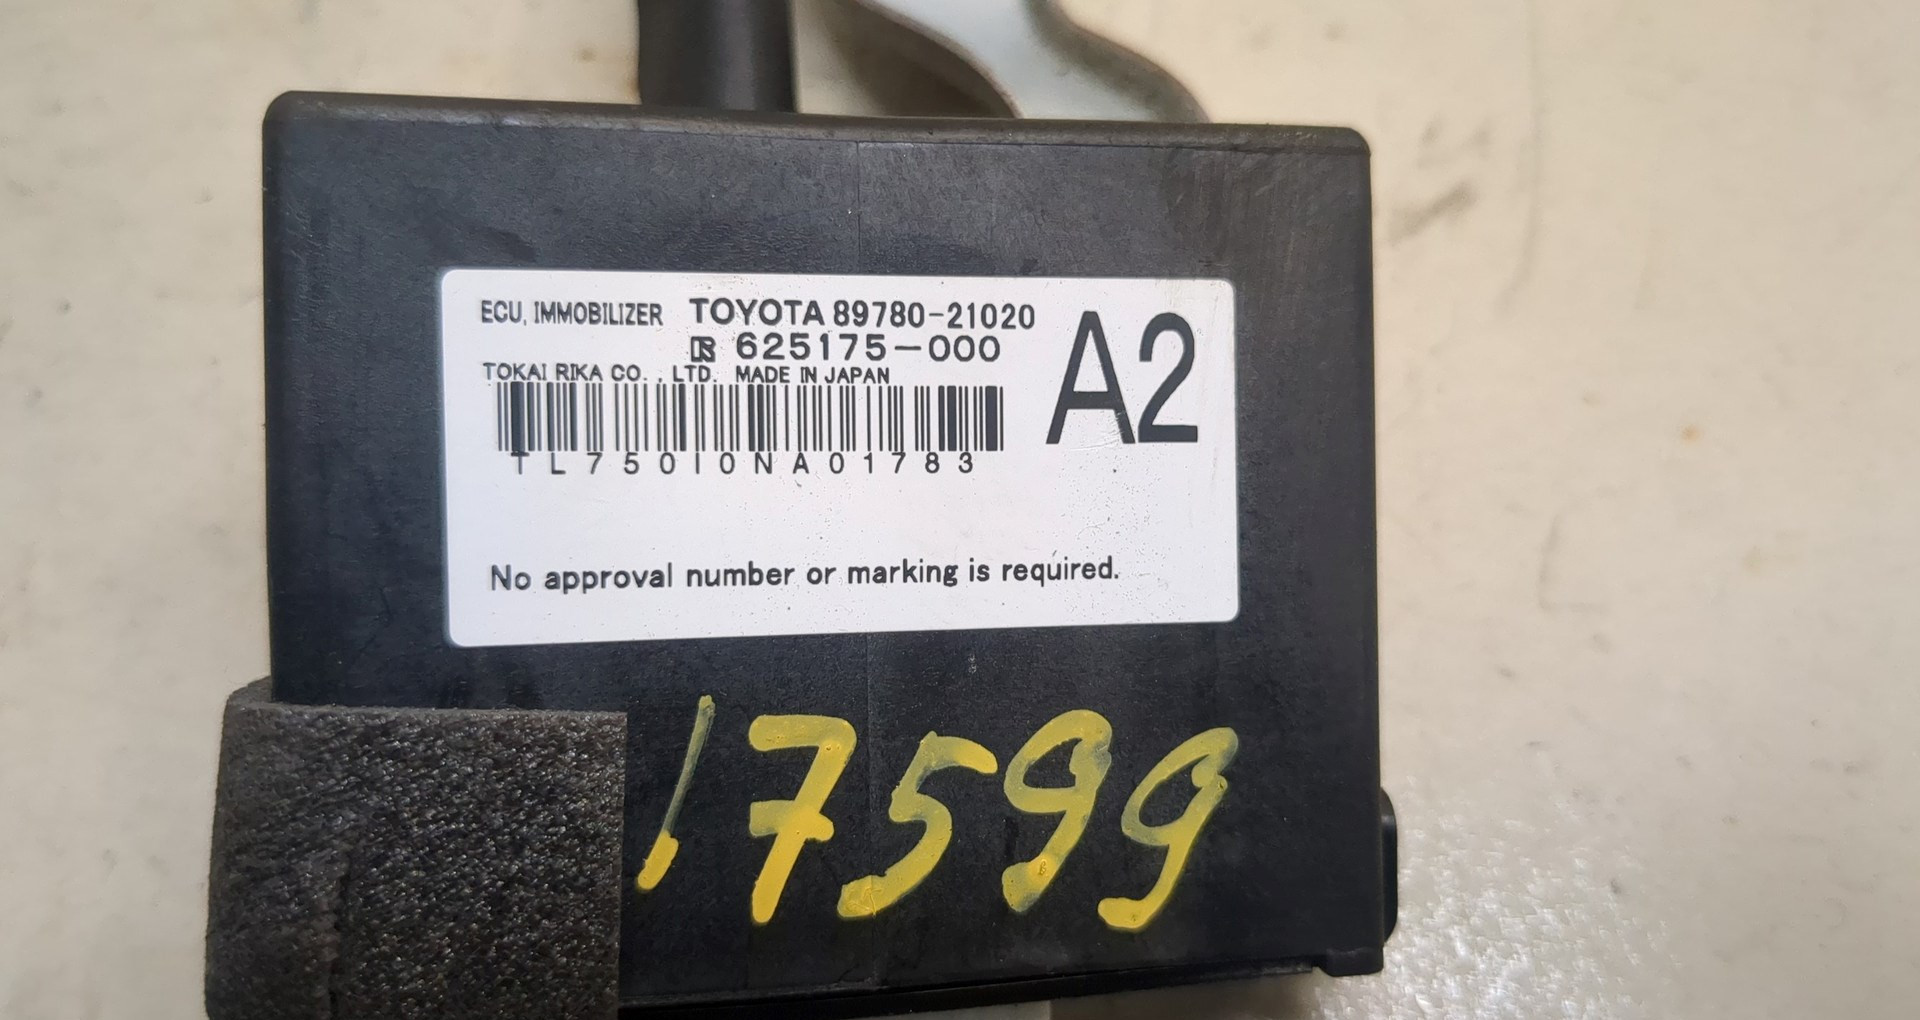 ECU, IMMOBILIZER TOYOTA 89780-21020
625175-000
A2
TOKAI RIKA CO., LTD. MADE IN JAPAN
TL75010NA01783
No approval number or marking is required.
17599